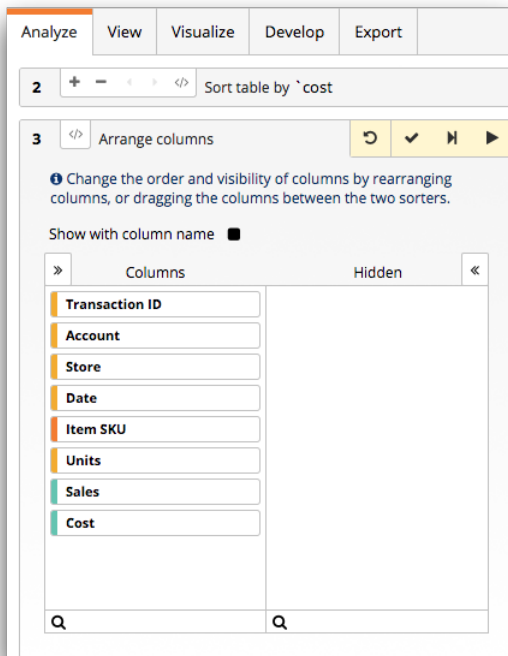 Analyze View Visualize Develop Export
2 Sort table by `cost
3 Arrange columns
Change the order and visibility of columns by rearranging
columns, or dragging the columns between the two sorters.
Show with column name
» Columns Hidden «
Transaction ID
Account
Store
Date
Item SKU
Units
Sales
Cost